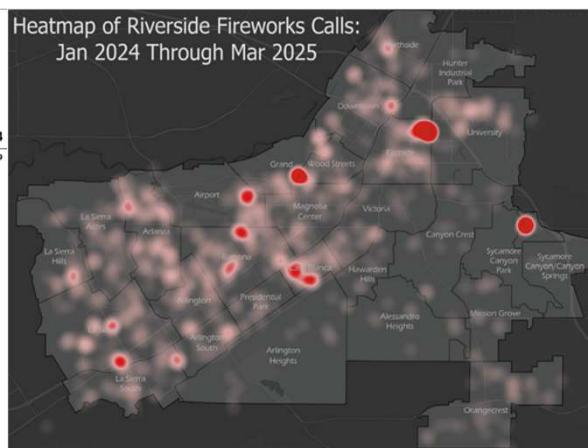 Heatmap of Riverside Fireworks Calls:
Jan 2024 Through Mar 2025
Hunter
Industrial
Park
Downtown
University
Grand
Wood Streets
Airport
Magnolia
Center
Victoria
La Sierra
Acres
Arlanza
Canyon Crest
La Sierra
Hills
Sycamore
Canyon
Park
Sycamore
Canyon/Canyon
Springs
Hawarden
Hills
Arlington
Presidential
Park
Alessandro
Heights
Mission Grove
Arlington
South
Arlington
Heights
La Sierra
South
Orangecrest